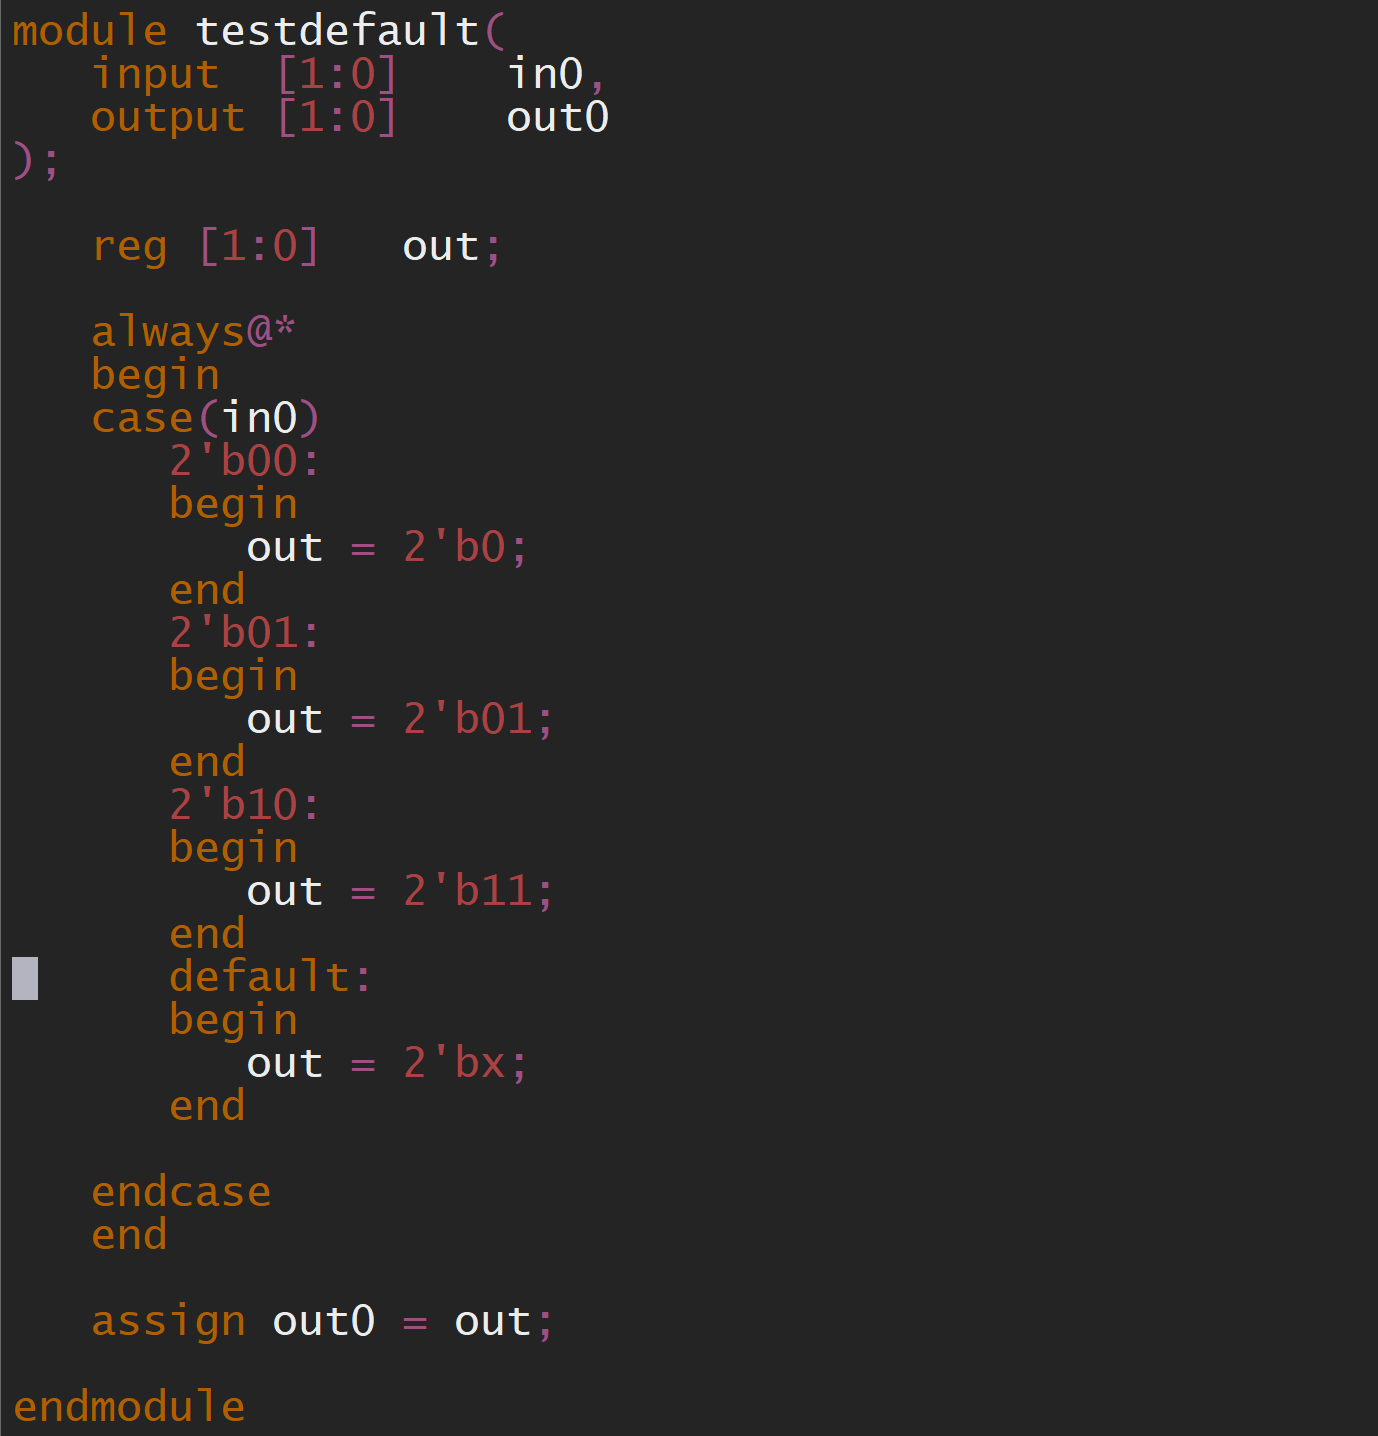 module testdefault(
   input  [1:0]    in0,
   output [1:0]    out0
);

   reg [1:0]   out;

   always@*
   begin
   case(in0)
      2'b00:
      begin
         out = 2'b0;
      end
      2'b01:
      begin
         out = 2'b01;
      end
      2'b10:
      begin
         out = 2'b11;
      end
      default:
      begin
         out = 2'bx;
      end

   endcase
   end

   assign out0 = out;

endmodule